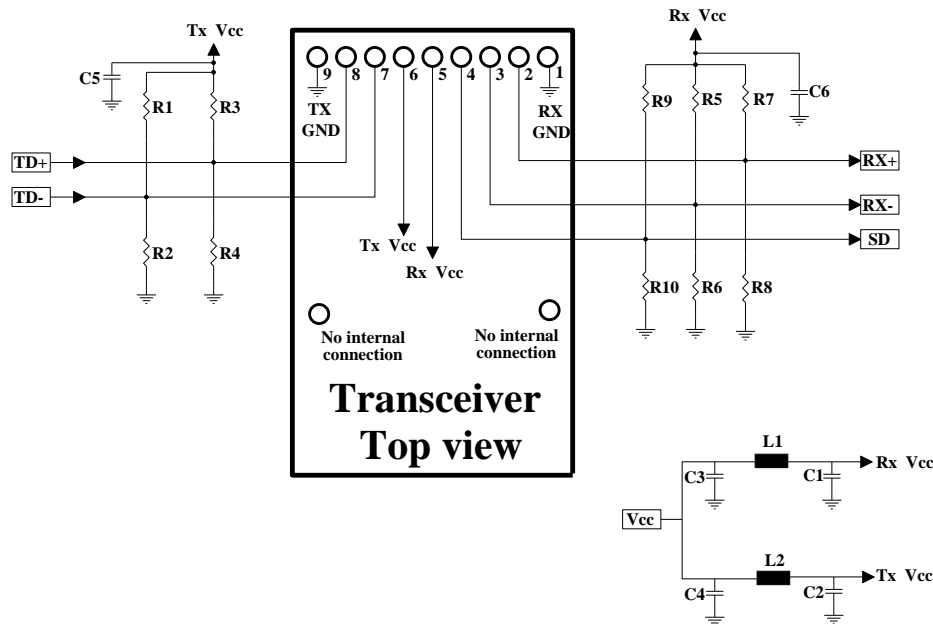 Tx Vcc
Rx Vcc
C5
R1
R3
9
8
7
6
5
4
3
2
1
TX
GND
RX
GND
R9
R5
R7
C6
TD+
TD-
RX+
RX-
SD
R2
R4
Tx Vcc
Rx Vcc
R10
R6
R8
No internal
connection
No internal
connection
Transceiver
Top view
L1
Rx Vcc
C3
C1
Vcc
L2
Tx Vcc
C4
C2